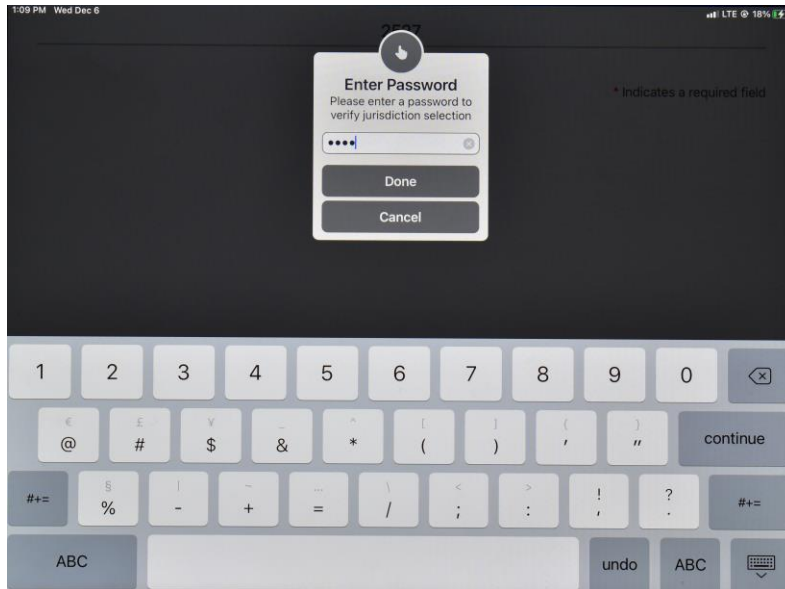 1:09 PM Wed Dec 6
LTE 18%
Enter Password
* Indicates a required field
Please enter a password to
verify jurisdiction selection
••••
Done
Cancel
1 2 3 4 5 6 7 8 9 0
€ £ ¥ _ ^ [ ] { }
@ # $ & * ( ) ' "
continue
§ | ~ … \ < >
#+= % - + = / ; : ! , ? . #+=
ABC undo ABC